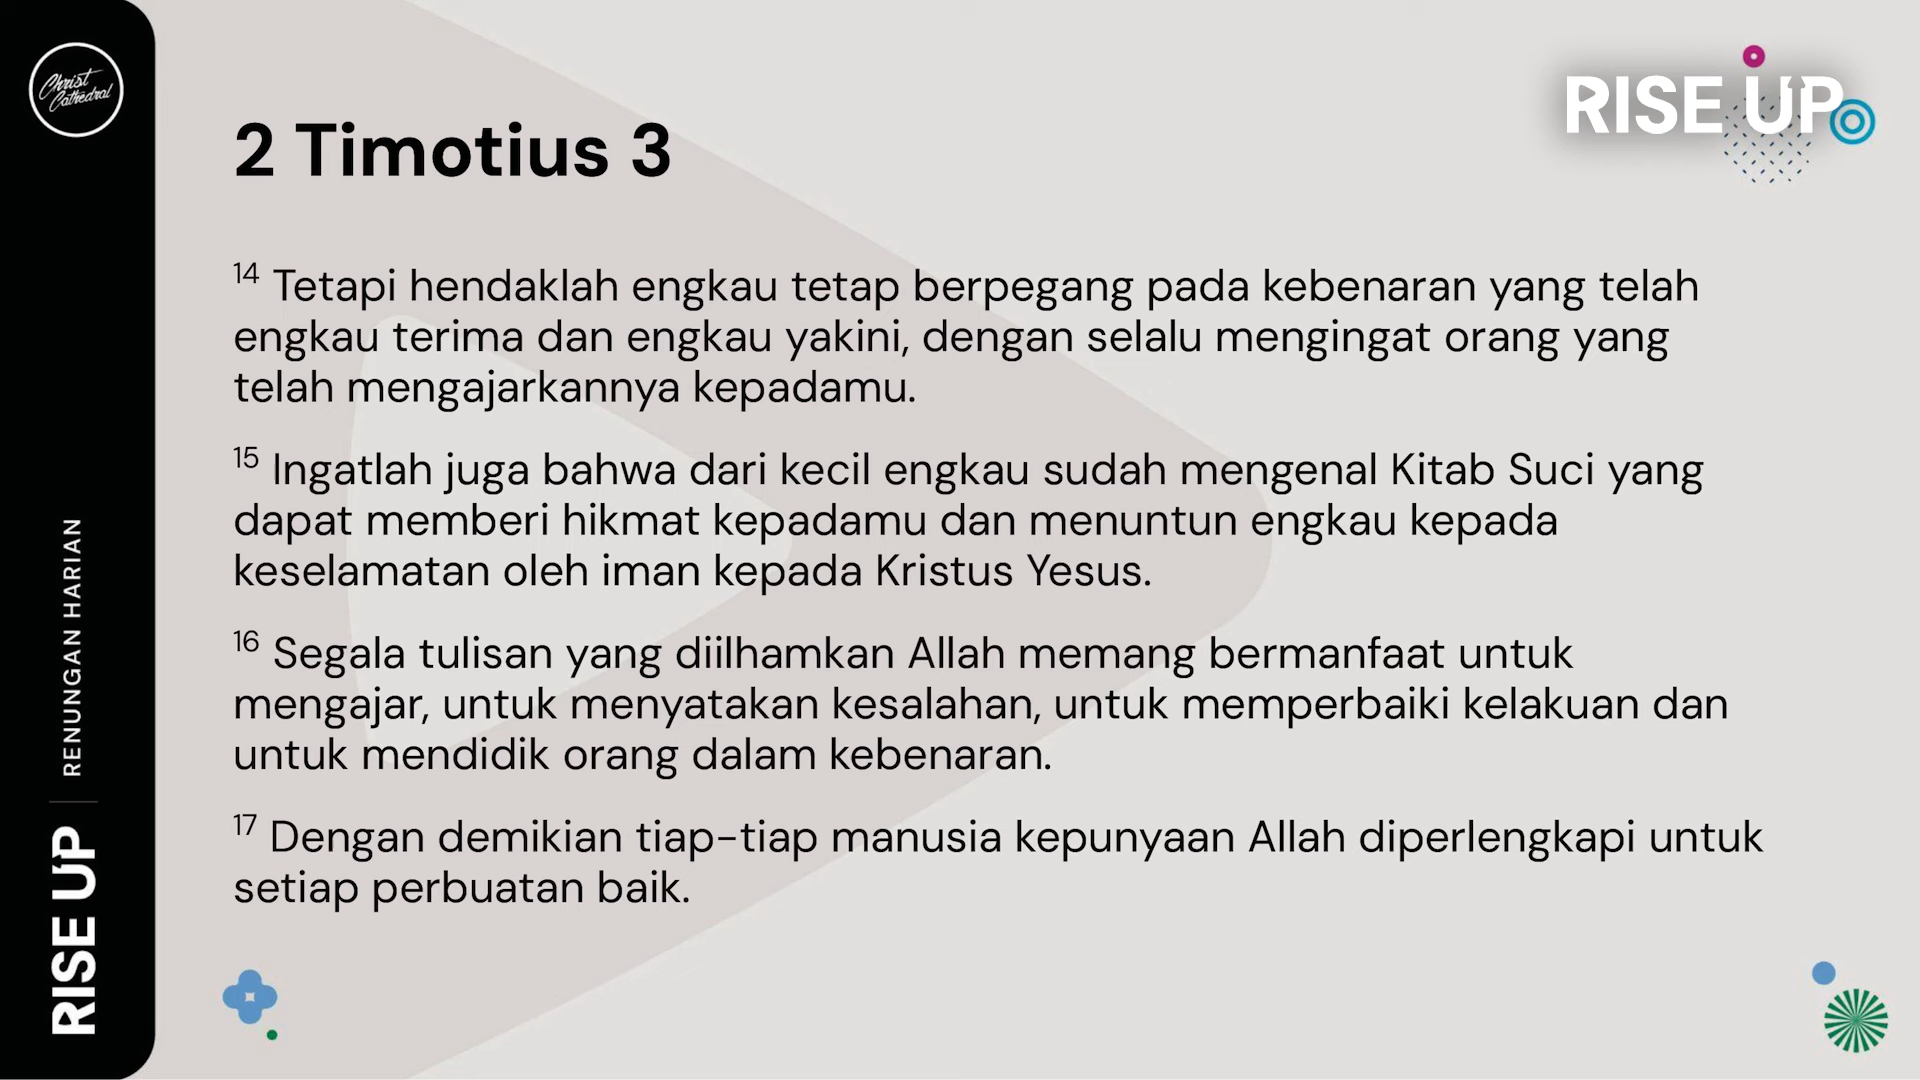 Christ
Cathedral
RISE UP
2 Timotius 3
14 Tetapi hendaklah engkau tetap berpegang pada kebenaran yang telah
engkau terima dan engkau yakini, dengan selalu mengingat orang yang
telah mengajarkannya kepadamu.
15 Ingatlah juga bahwa dari kecil engkau sudah mengenal Kitab Suci yang
dapat memberi hikmat kepadamu dan menuntun engkau kepada
keselamatan oleh iman kepada Kristus Yesus.
16 Segala tulisan yang diilhamkan Allah memang bermanfaat untuk
mengajar, untuk menyatakan kesalahan, untuk memperbaiki kelakuan dan
untuk mendidik orang dalam kebenaran.
17 Dengan demikian tiap-tiap manusia kepunyaan Allah diperlengkapi untuk
setiap perbuatan baik.
RISE UP | RENUNGAN HARIAN